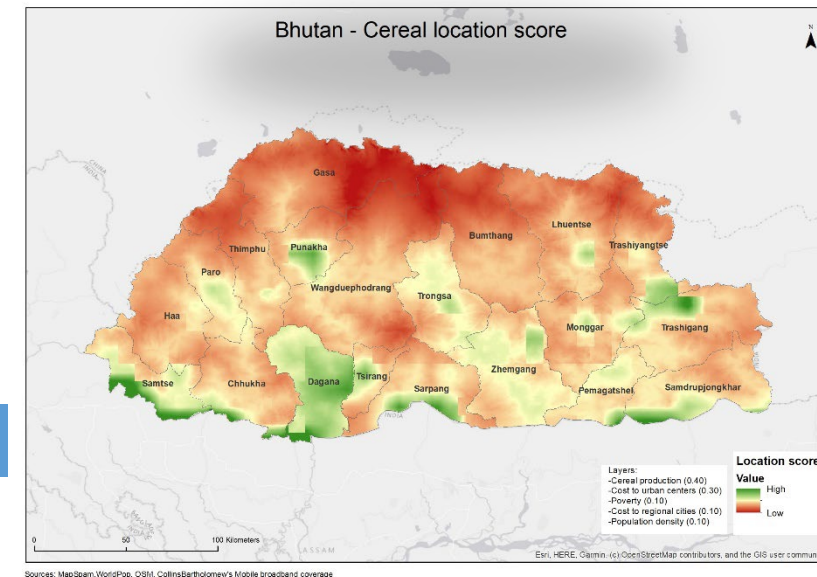 Bhutan - Cereal location score
N
CHINA
INDIA
Gasa
Lhuentse
Bumthang
Thimphu
Punakha
Trashiyangtse
Paro
Wangduephodrang
Trongsa
Haa
Monggar
Trashigang
Zhemgang
Samtse
Chhukha
Dagana
Tsirang
Sarpang
Pemagatshel
Samdrupjongkhar
INDIA
Layers:
-Cereal production (0.40)
-Cost to urban centers (0.30)
-Poverty (0.10)
-Cost to regional cities (0.10)
-Population density (0.10)
Location score
Value
High
Low
0 50 100 Kilometers
ASSAM
Esri, HERE, Garmin, (c) OpenStreetMap contributors, and the GIS user commun
Sources: MapSpam,WorldPop, OSM, CollinsBartholomew's Mobile broadband coverage